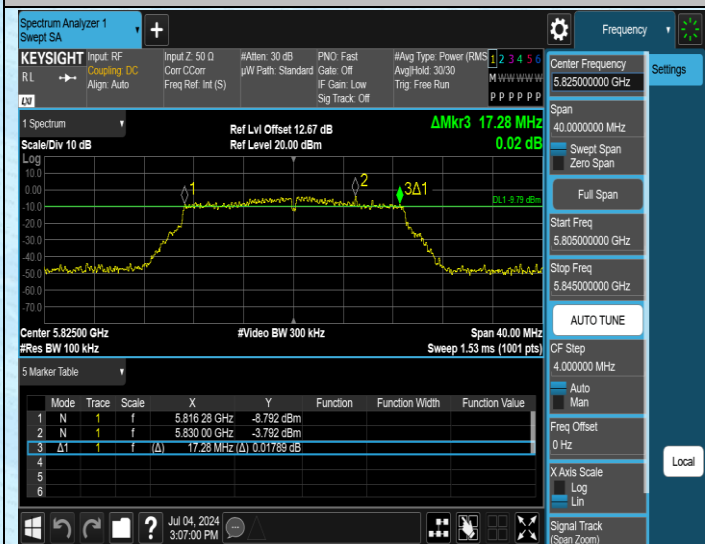 Spectrum Analyzer 1
Swept SA
+
Frequency
KEYSIGHT
RL
LXI
Input: RF
Coupling: DC
Align: Auto
Input Z: 50 Ω
Corr CCorr
Freq Ref: Int (S)
#Atten: 30 dB
µW Path: Standard
PNO: Fast
Gate: Off
IF Gain: Low
Sig Track: Off
#Avg Type: Power (RMS
Avg|Hold: 30/30
Trig: Free Run
1 2 3 4 5 6
M W W W W W
P P P P P P
1 Spectrum
Scale/Div 10 dB
Ref Lvl Offset 12.67 dB
Ref Level 20.00 dBm
ΔMkr3 17.28 MHz
0.02 dB
Log
10.0
0.00
-10.0
-20.0
-30.0
-40.0
-50.0
-60.0
-70.0
1
2
3Δ1
DL1 -9.79 dBm
Center 5.82500 GHz
#Res BW 100 kHz
#Video BW 300 kHz
Span 40.00 MHz
Sweep 1.53 ms (1001 pts)
5 Marker Table
Mode Trace Scale X Y Function Function Width Function Value
1 N 1 f 5.816 28 GHz -8.792 dBm
2 N 1 f 5.830 00 GHz -3.792 dBm
3 Δ1 1 f (Δ) 17.28 MHz (Δ) 0.01789 dB
4
5
6
Center Frequency
5.825000000 GHz
Settings
Span
40.0000000 MHz
Swept Span
Zero Span
Full Span
Start Freq
5.805000000 GHz
Stop Freq
5.845000000 GHz
AUTO TUNE
CF Step
4.000000 MHz
Auto
Man
Freq Offset
0 Hz
X Axis Scale
Log
Lin
Signal Track
(Span Zoom)
Local
?
Jul 04, 2024
3:07:00 PM